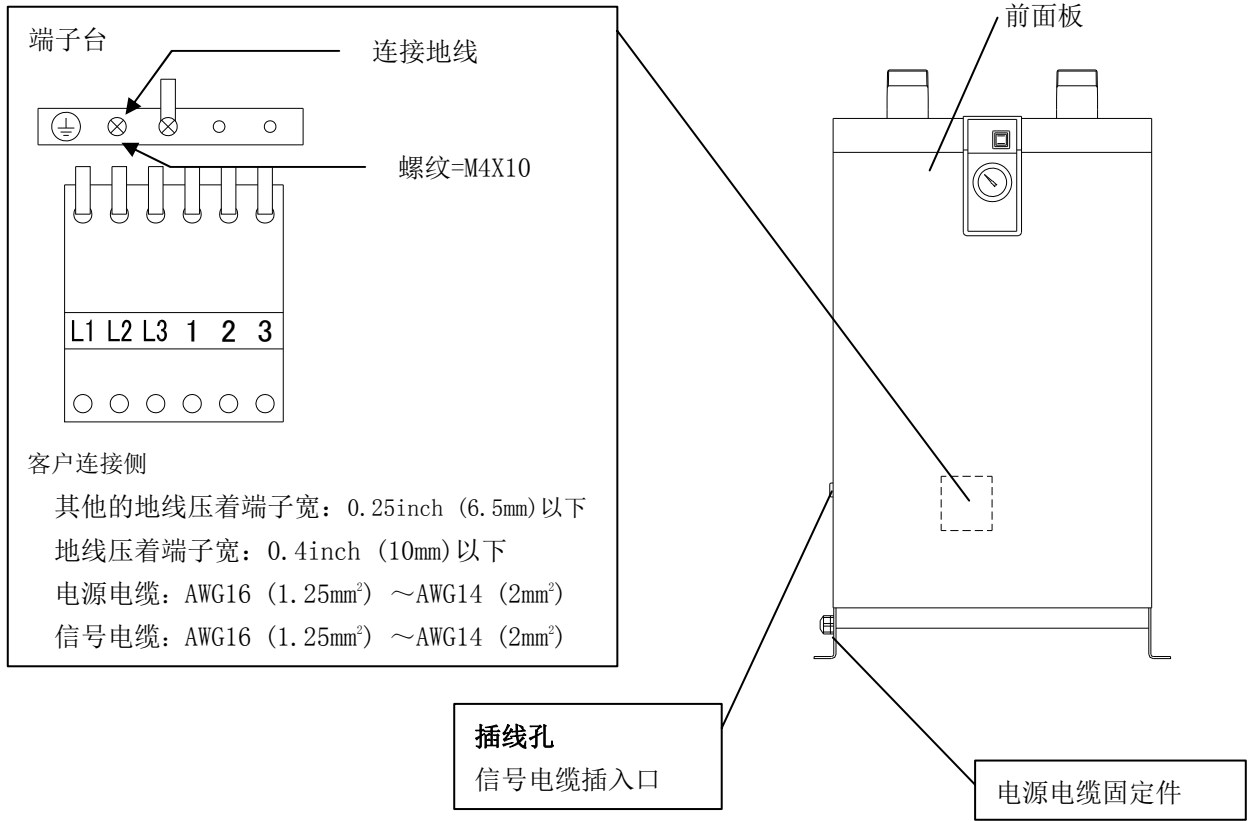 前面板
端子台
连接地线
螺纹=M4X10
L1 L2 L3 1 2 3
客户连接侧
其他的地线压着端子宽：0.25inch (6.5mm)以下
地线压着端子宽：0.4inch (10mm)以下
电源电缆：AWG16 (1.25mm²) ～AWG14 (2mm²)
信号电缆：AWG16 (1.25mm²) ～AWG14 (2mm²)
插线孔
信号电缆插入口
电源电缆固定件